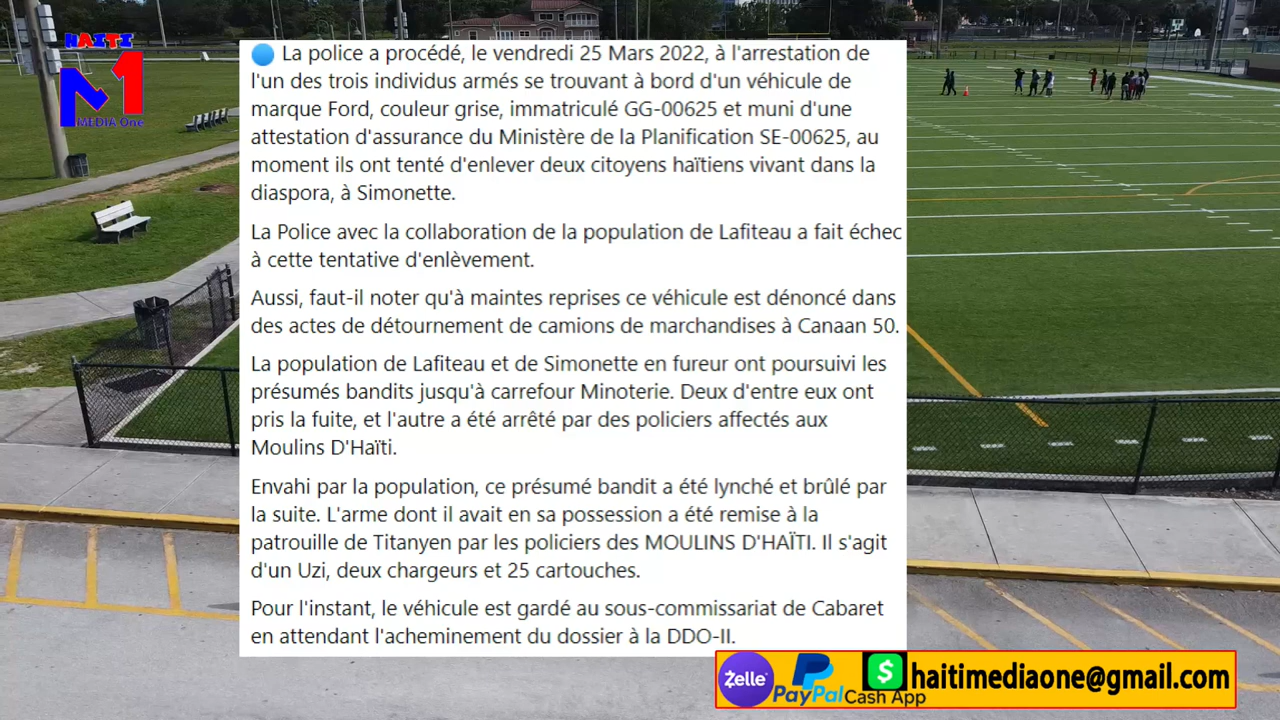 HAITI
M1
MEDIA One
La police a procédé, le vendredi 25 Mars 2022, à l'arrestation de
l'un des trois individus armés se trouvant à bord d'un véhicule de
marque Ford, couleur grise, immatriculé GG-00625 et muni d'une
attestation d'assurance du Ministère de la Planification SE-00625, au
moment ils ont tenté d'enlever deux citoyens haïtiens vivant dans la
diaspora, à Simonette.
La Police avec la collaboration de la population de Lafiteau a fait échec
à cette tentative d'enlèvement.
Aussi, faut-il noter qu'à maintes reprises ce véhicule est dénoncé dans
des actes de détournement de camions de marchandises à Canaan 50.
La population de Lafiteau et de Simonette en fureur ont poursuivi les
présumés bandits jusqu'à carrefour Minoterie. Deux d'entre eux ont
pris la fuite, et l'autre a été arrêté par des policiers affectés aux
Moulins D'Haïti.
Envahi par la population, ce présumé bandit a été lynché et brûlé par
la suite. L'arme dont il avait en sa possession a été remise à la
patrouille de Titanyen par les policiers des MOULINS D'HAÏTI. Il s'agit
d'un Uzi, deux chargeurs et 25 cartouches.
Pour l'instant, le véhicule est gardé au sous-commissariat de Cabaret
en attendant l'acheminement du dossier à la DDO-II.
Zelle PayPal $ Cash App haitimediaone@gmail.com